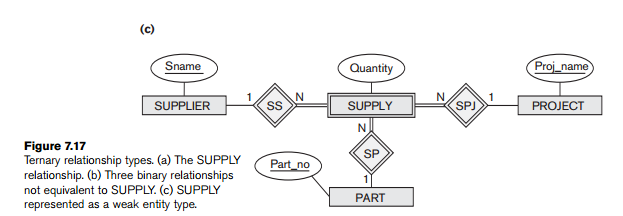 (c)
Sname
Quantity
Proj_name
SUPPLIER 1 SS N SUPPLY N SPJ 1 PROJECT
N
SP
1
Part_no
PART
Figure 7.17
Ternary relationship types. (a) The SUPPLY
relationship. (b) Three binary relationships
not equivalent to SUPPLY. (c) SUPPLY
represented as a weak entity type.